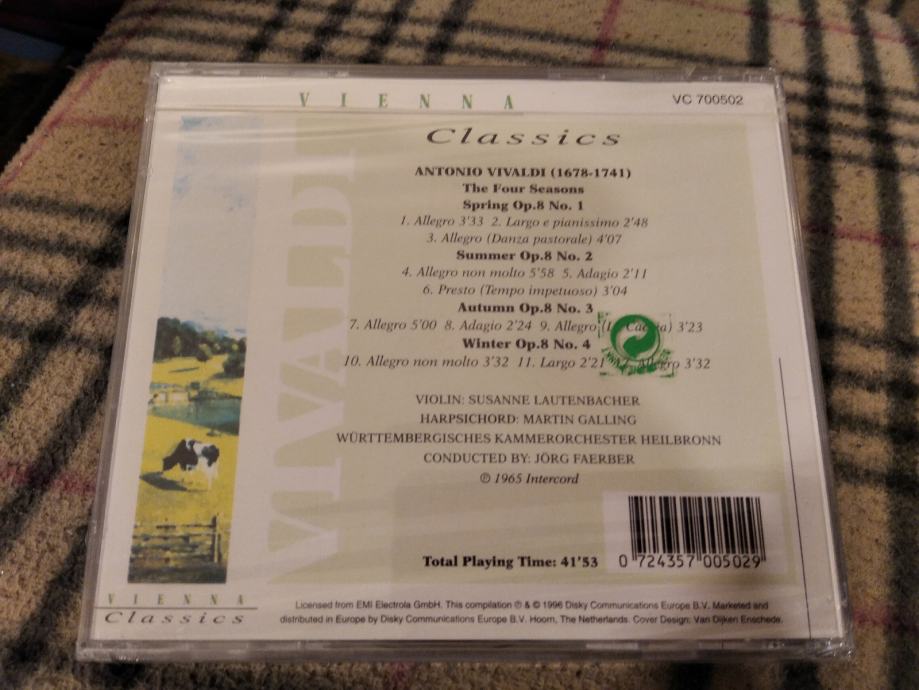 VIENNA
VC 700502
Classics
ANTONIO VIVALDI (1678-1741)
The Four Seasons
Spring Op.8 No. 1
1. Allegro 3'33 2. Largo e pianissimo 2'48
3. Allegro (Danza pastorale) 4'07
Summer Op.8 No. 2
4. Allegro non molto 5'58 5. Adagio 2'11
6. Presto (Tempo impetuoso) 3'04
Autumn Op.8 No. 3
7. Allegro 5'00 8. Adagio 2'24 9. Allegro 3'23
Winter Op.8 No. 4
10. Allegro non molto 3'32 11. Largo 2'21 Allegro 3'32
VIOLIN: SUSANNE LAUTENBACHER
HARPSICHORD: MARTIN GALLING
WÜRTTEMBERGISCHES KAMMERORCHESTER HEILBRONN
CONDUCTED BY: JÖRG FAERBER
℗ 1965 Intercord
Total Playing Time: 41'53
0 724357 005029
VIVALDI
VIENNA
Classics
Licensed from EMI Electrola GmbH. This compilation ℗ & © 1996 Disky Communications Europe B.V. Marketed and
distributed in Europe by Disky Communications Europe B.V. Hoorn, The Netherlands. Cover Design: Van Dijken Enschede.